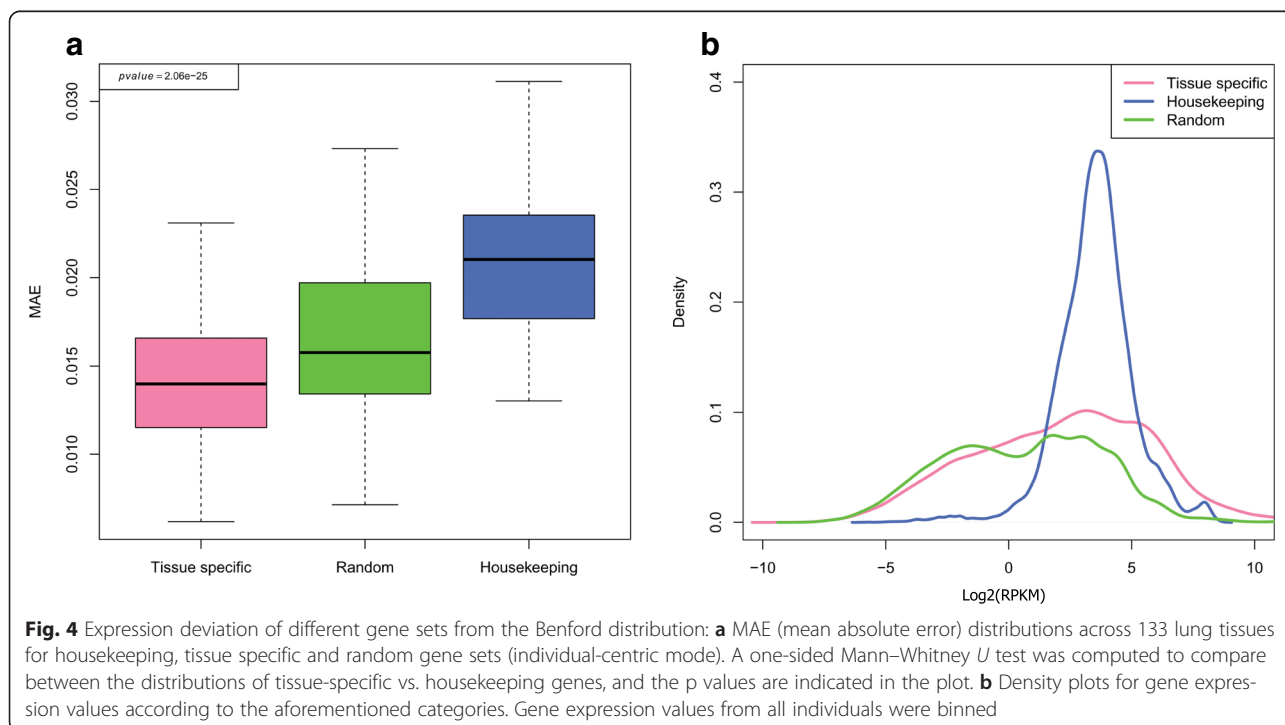 a
pvalue = 2.06e−25
0.030
0.025
0.020
0.015
0.010
MAE
Tissue specific
Random
Housekeeping
b
Tissue specific
Housekeeping
Random
0.4
0.3
0.2
0.1
0.0
Density
−10
−5
0
5
10
Log2(RPKM)
Fig. 4 Expression deviation of different gene sets from the Benford distribution: a MAE (mean absolute error) distributions across 133 lung tissues
for housekeeping, tissue specific and random gene sets (individual-centric mode). A one-sided Mann–Whitney U test was computed to compare
between the distributions of tissue-specific vs. housekeeping genes, and the p values are indicated in the plot. b Density plots for gene expres-
sion values according to the aforementioned categories. Gene expression values from all individuals were binned